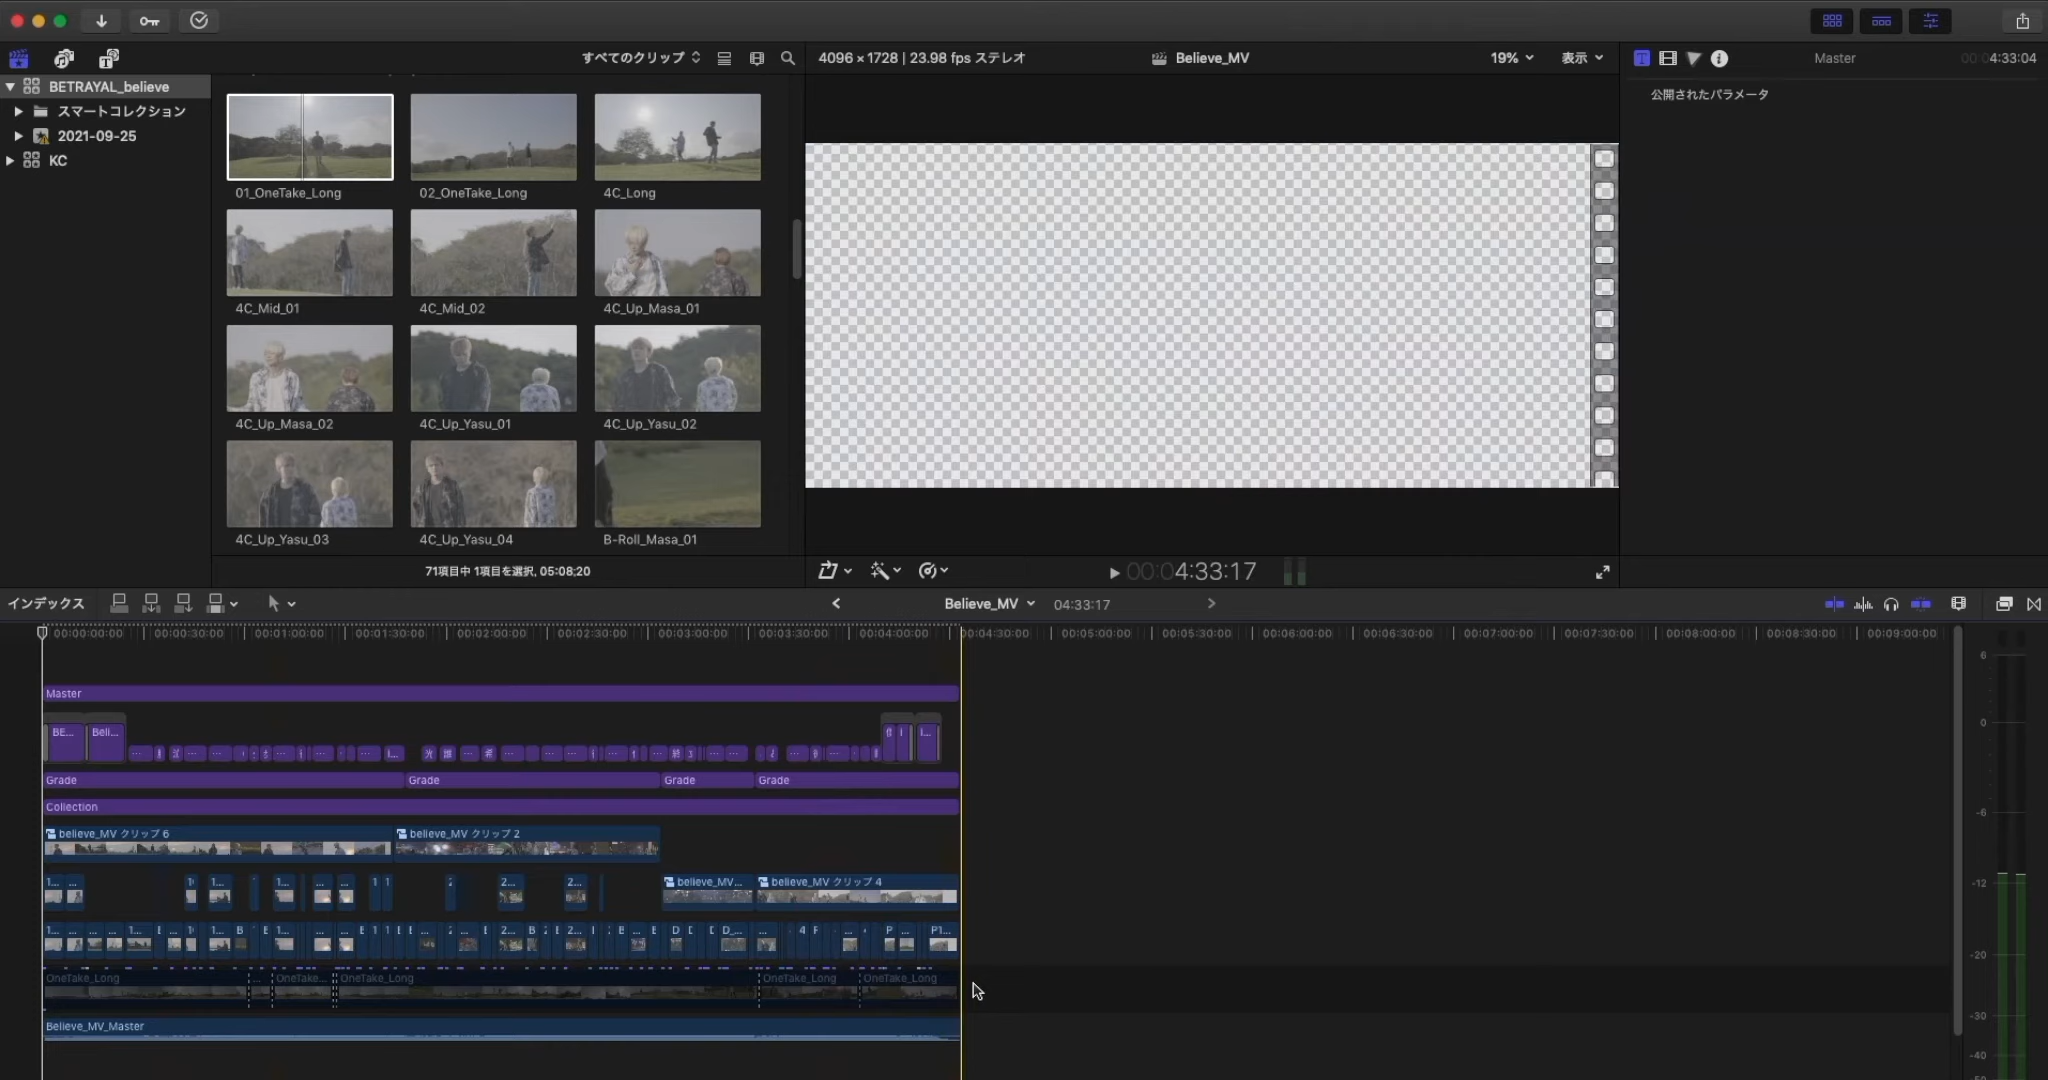 すべてのクリップ
4096 × 1728 | 23.98 fps ステレオ
Believe_MV
19%
表示
Master
00:04:33:04
BETRAYAL_believe
スマートコレクション
2021-09-25
KC
公開されたパラメータ
01_OneTake_Long
02_OneTake_Long
4C_Long
4C_Mid_01
4C_Mid_02
4C_Up_Masa_01
4C_Up_Masa_02
4C_Up_Yasu_01
4C_Up_Yasu_02
4C_Up_Yasu_03
4C_Up_Yasu_04
B-Roll_Masa_01
71項目中 1項目を選択, 05:08;20
00:04:33:17
インデックス
Believe_MV
04:33:17
00:00:00:00
00:00:30:00
00:01:00:00
00:01:30:00
00:02:00:00
00:02:30:00
00:03:00:00
00:03:30:00
00:04:00:00
00:04:30:00
00:05:00:00
00:05:30:00
00:06:00:00
00:06:30:00
00:07:00:00
00:07:30:00
00:08:00:00
00:08:30:00
00:09:00:00
Master
BE...
Beli...
Grade
Grade
Grade
Grade
Collection
believe_MV クリップ 6
believe_MV クリップ 2
believe_MV...
believe_MV クリップ 4
OneTake_Long
OneTake...
OneTake_Long
OneTake_Long
OneTake_Long
Believe_MV_Master
6
0
-6
-12
-20
-30
-40